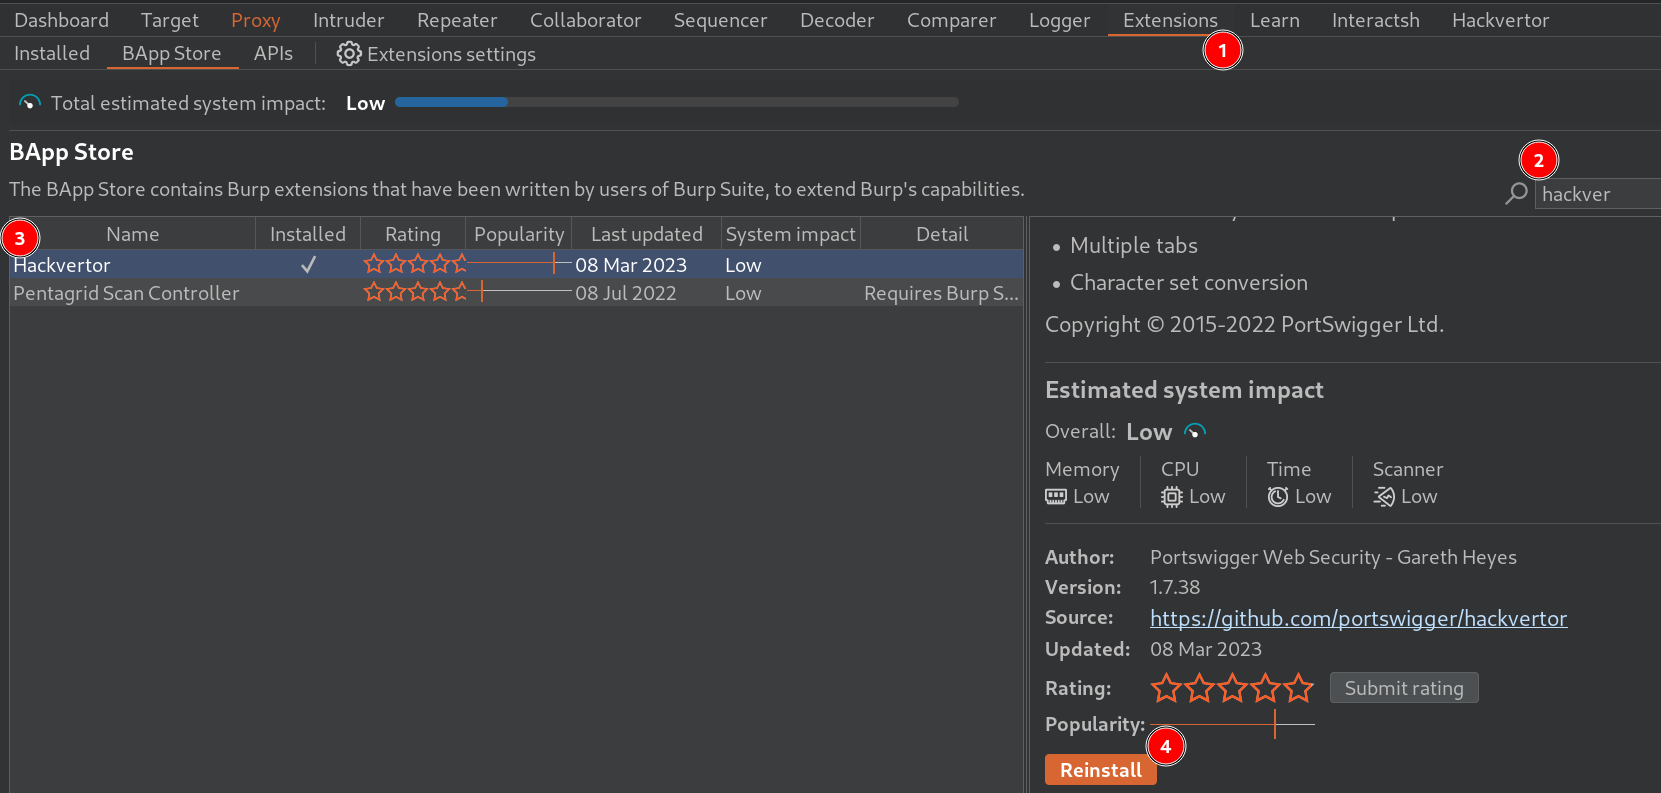 Dashboard Target Proxy Intruder Repeater Collaborator Sequencer Decoder Comparer Logger Extensions Learn Interactsh Hackvertor
Installed BApp Store APIs Extensions settings
1
Total estimated system impact: Low
BApp Store
2
The BApp Store contains Burp extensions that have been written by users of Burp Suite, to extend Burp's capabilities.
hackver
3
Name Installed Rating Popularity Last updated System impact Detail
Hackvertor 08 Mar 2023 Low
Pentagrid Scan Controller 08 Jul 2022 Low Requires Burp S...
• Multiple tabs
• Character set conversion
Copyright © 2015-2022 PortSwigger Ltd.
Estimated system impact
Overall: Low
Memory CPU Time Scanner
Low Low Low Low
Author: Portswigger Web Security - Gareth Heyes
Version: 1.7.38
Source: https://github.com/portswigger/hackvertor
Updated: 08 Mar 2023
Rating: Submit rating
Popularity:
4
Reinstall